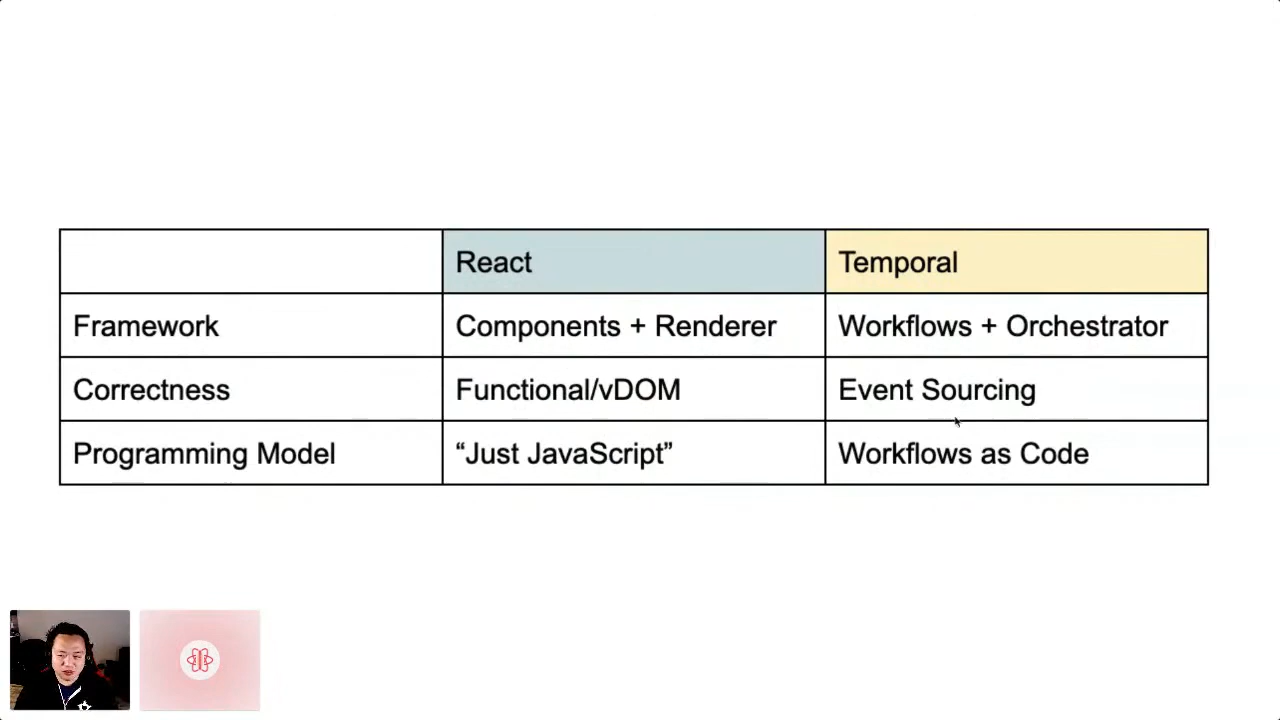 React Temporal
Framework Components + Renderer Workflows + Orchestrator
Correctness Functional/vDOM Event Sourcing
Programming Model “Just JavaScript” Workflows as Code